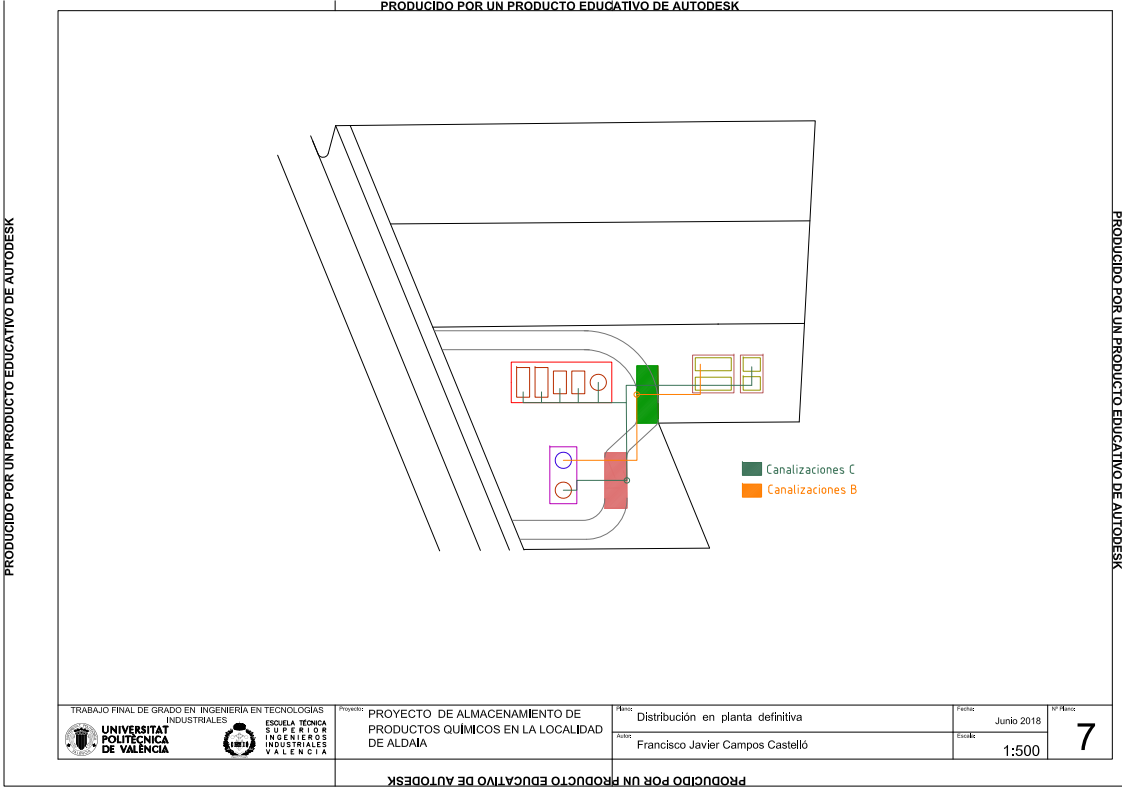 PRODUCIDO POR UN PRODUCTO EDUCATIVO DE AUTODESK
PRODUCIDO POR UN PRODUCTO EDUCATIVO DE AUTODESK
PRODUCIDO POR UN PRODUCTO EDUCATIVO DE AUTODESK
Canalizaciones C
Canalizaciones B
TRABAJO FINAL DE GRADO EN INGENIERÍA EN TECNOLOGÍAS
INDUSTRIALES
UNIVERSITAT
POLITÈCNICA
DE VALÈNCIA
ESCUELA TÉCNICA
SUPERIOR
INGENIEROS
INDUSTRIALES
VALENCIA
Proyecto:
PROYECTO DE ALMACENAMIENTO DE
PRODUCTOS QUÍMICOS EN LA LOCALIDAD
DE ALDAIA
Plano:
Distribución en planta definitiva
Autor:
Francisco Javier Campos Castelló
Fecha:
Junio 2018
Escala:
1:500
Nº Plano:
7
PRODUCIDO POR UN PRODUCTO EDUCATIVO DE AUTODESK